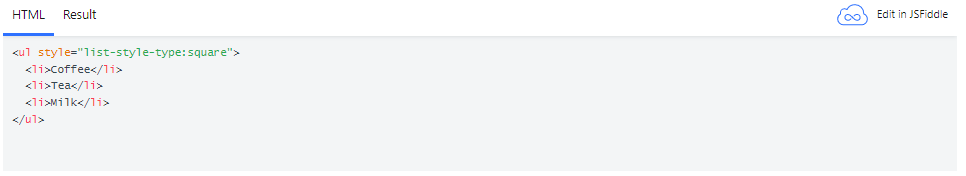 HTML Result Edit in JSFiddle
<ul style="list-style-type:square">
  <li>Coffee</li>
  <li>Tea</li>
  <li>Milk</li>
</ul>